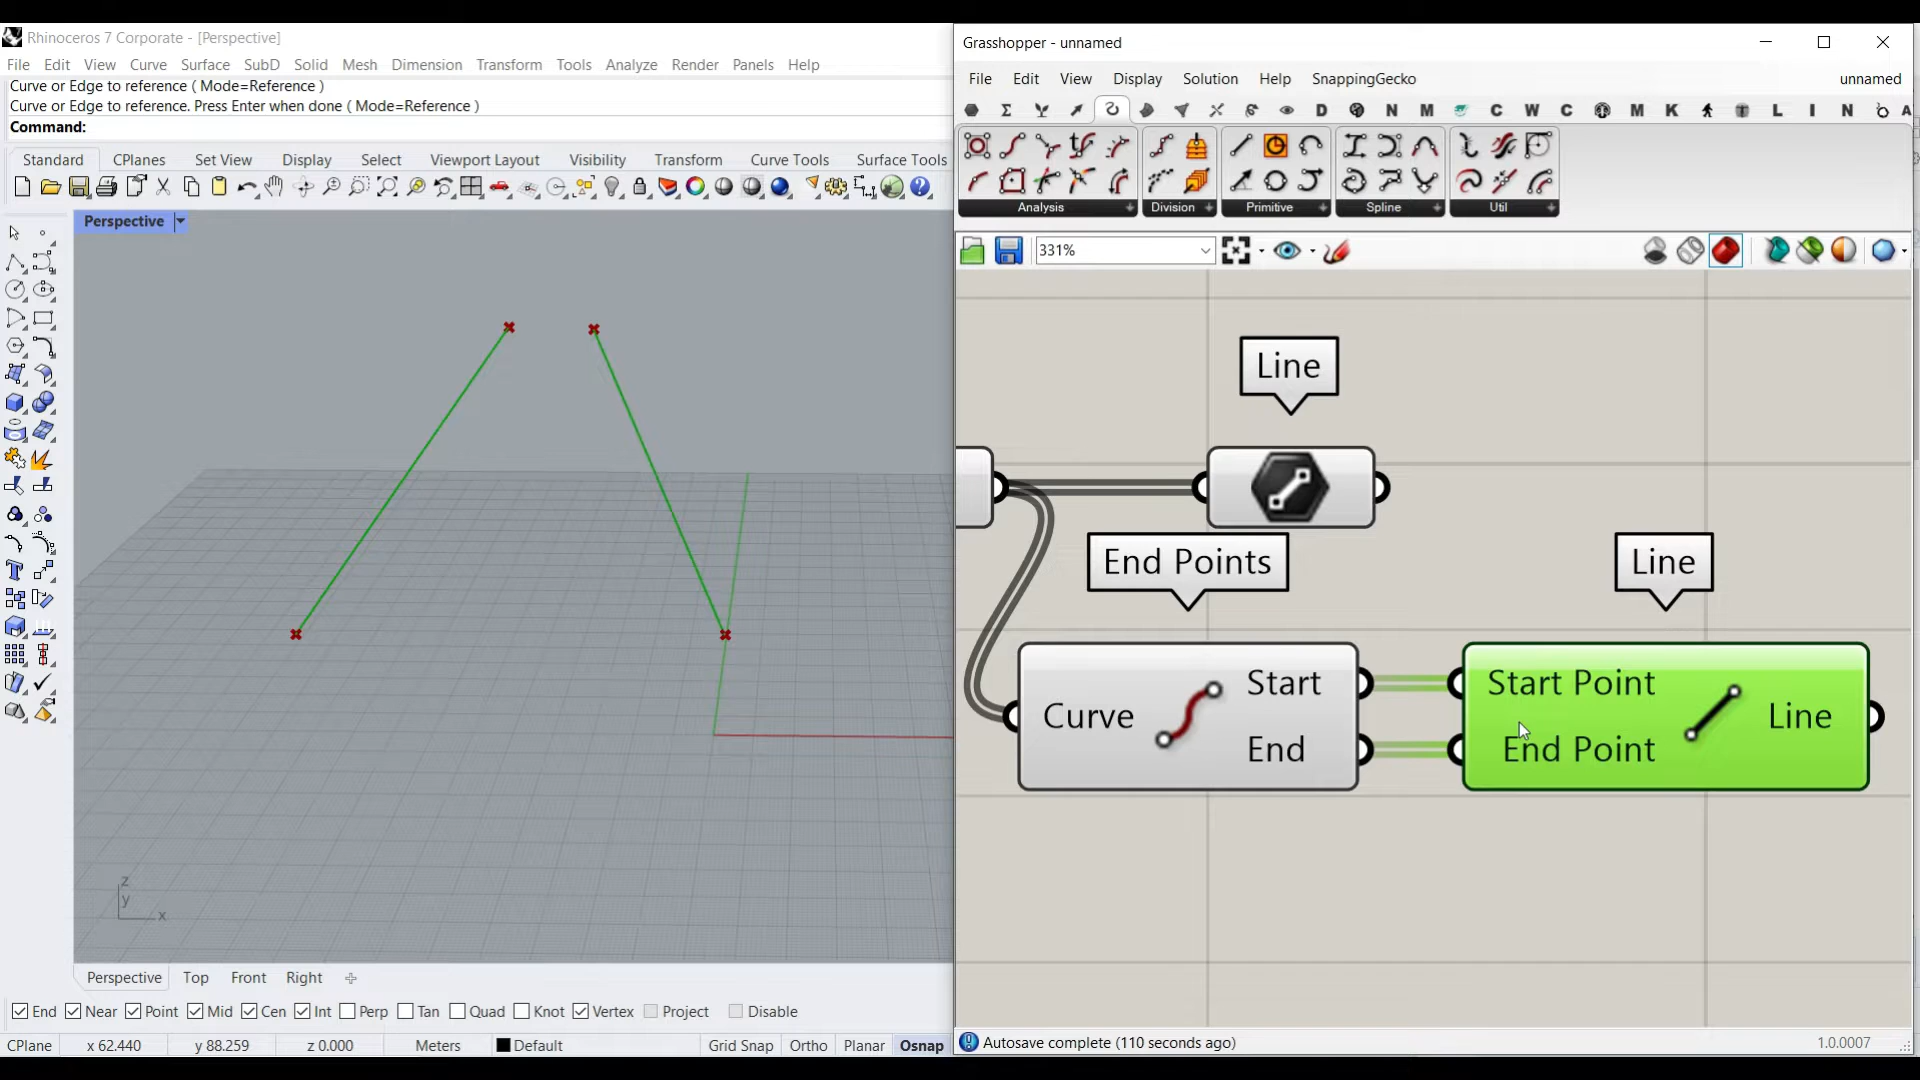 Rhinoceros 7 Corporate - [Perspective]
File Edit View Curve Surface SubD Solid Mesh Dimension Transform Tools Analyze Render Panels Help
Curve or Edge to reference ( Mode=Reference )
Curve or Edge to reference. Press Enter when done ( Mode=Reference )
Command:
Standard CPlanes Set View Display Select Viewport Layout Visibility Transform Curve Tools Surface Tools
Perspective
z
y
x
Perspective Top Front Right
End Near Point Mid Cen Int Perp Tan Quad Knot Vertex Project Disable
CPlane x 62.440 y 88.259 z 0.000 Meters Default Grid Snap Ortho Planar Osnap
Grasshopper - unnamed
File Edit View Display Solution Help SnappingGecko unnamed
D N M C W C M K L I N A
Analysis Division Primitive Spline Util
331%
Line
End Points
Line
Curve Start End
Start Point End Point Line
Autosave complete (110 seconds ago) 1.0.0007